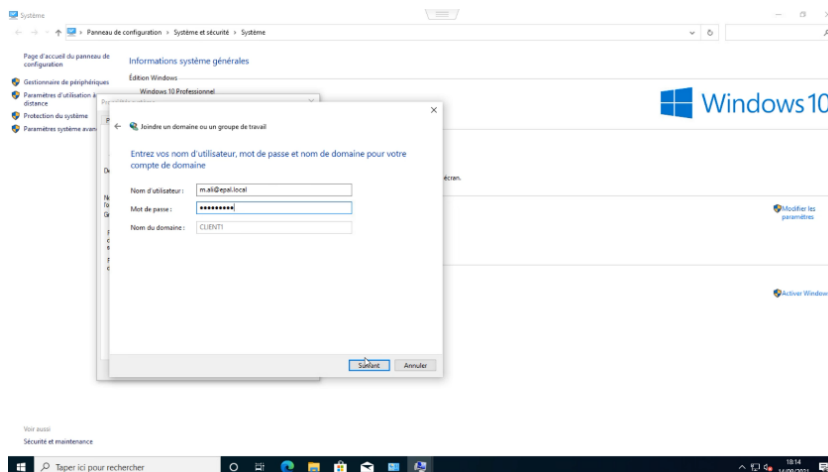 Système
Panneau de configuration > Système et sécurité > Système
Page d'accueil du panneau de
configuration
Gestionnaire de périphériques
Paramètres d'utilisation à
distance
Protection du système
Paramètres système avan
Informations système générales
Édition Windows
Windows 10 Professionnel
Windows 10
Joindre un domaine ou un groupe de travail
Entrez vos nom d'utilisateur, mot de passe et nom de domaine pour votre
compte de domaine
Nom d'utilisateur :
m.ali@epal.local
Mot de passe :
Nom du domaine :
CLIENT1
Suivant
Annuler
écran.
Modifier les
paramètres
Activer Window
Voir aussi
Sécurité et maintenance
Taper ici pour rechercher
18:14